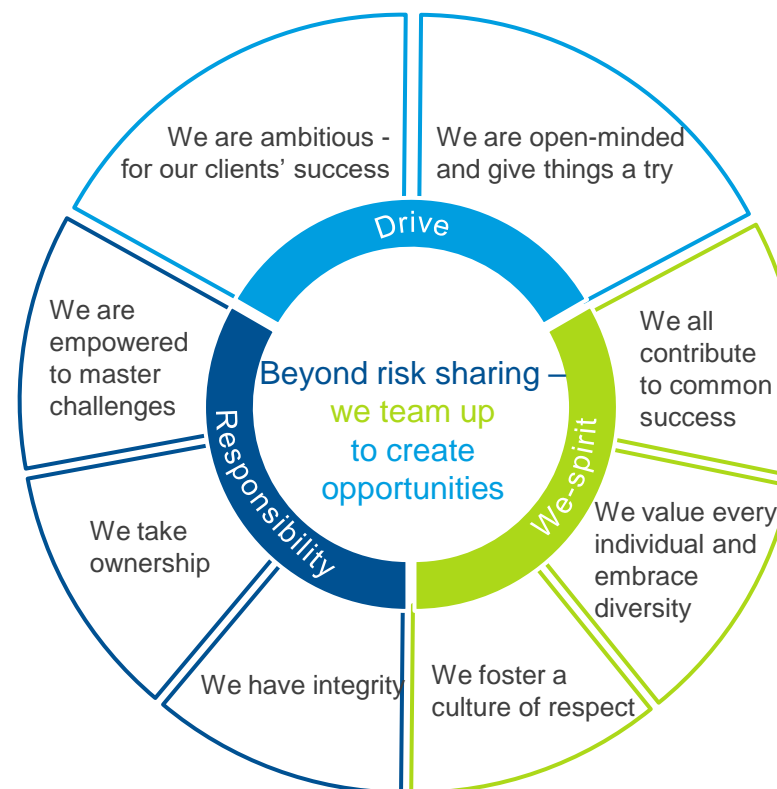 We are ambitious -
for our clients’ success
We are open-minded
and give things a try
Drive
We are
empowered
to master
challenges
We all
contribute
to common
success
Beyond risk sharing –
we team up
to create
opportunities
Responsibility
We-spirit
We take
ownership
We value every
individual and
embrace
diversity
We have integrity
We foster a
culture of respect